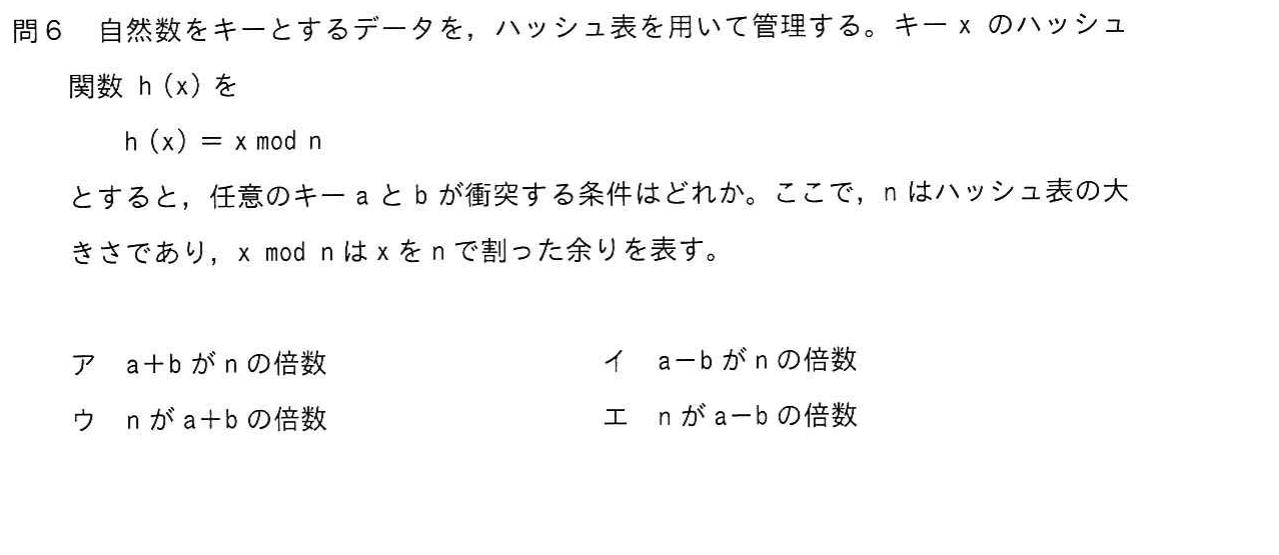 問６　自然数をキーとするデータを，ハッシュ表を用いて管理する。キー x のハッシュ
関数 h (x) を
h (x) ＝ x mod n
とすると，任意のキー a と b が衝突する条件はどれか。ここで，n はハッシュ表の大
きさであり，x mod n は x を n で割った余りを表す。
ア　a＋b が n の倍数　イ　a－b が n の倍数
ウ　n が a＋b の倍数　エ　n が a－b の倍数